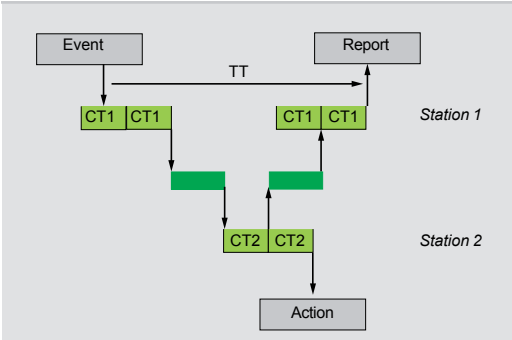 Event
Report
TT
CT1 CT1
CT1 CT1
Station 1
CT2 CT2
Station 2
Action